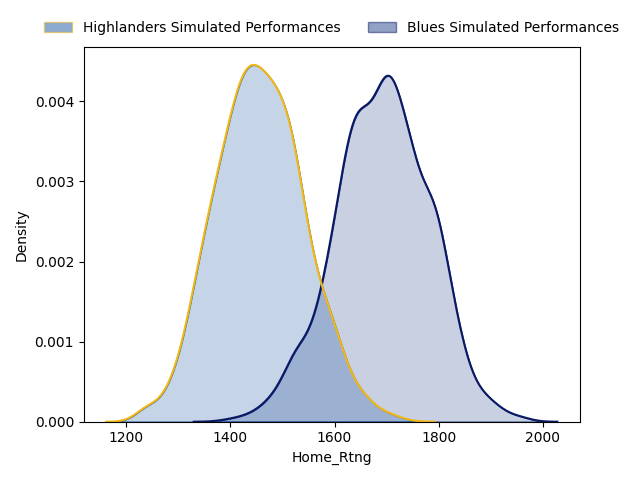 Highlanders Simulated Performances
Blues Simulated Performances
0.004
0.003
0.002
0.001
0.000
Density
1200
1400
1600
1800
2000
Home_Rtng